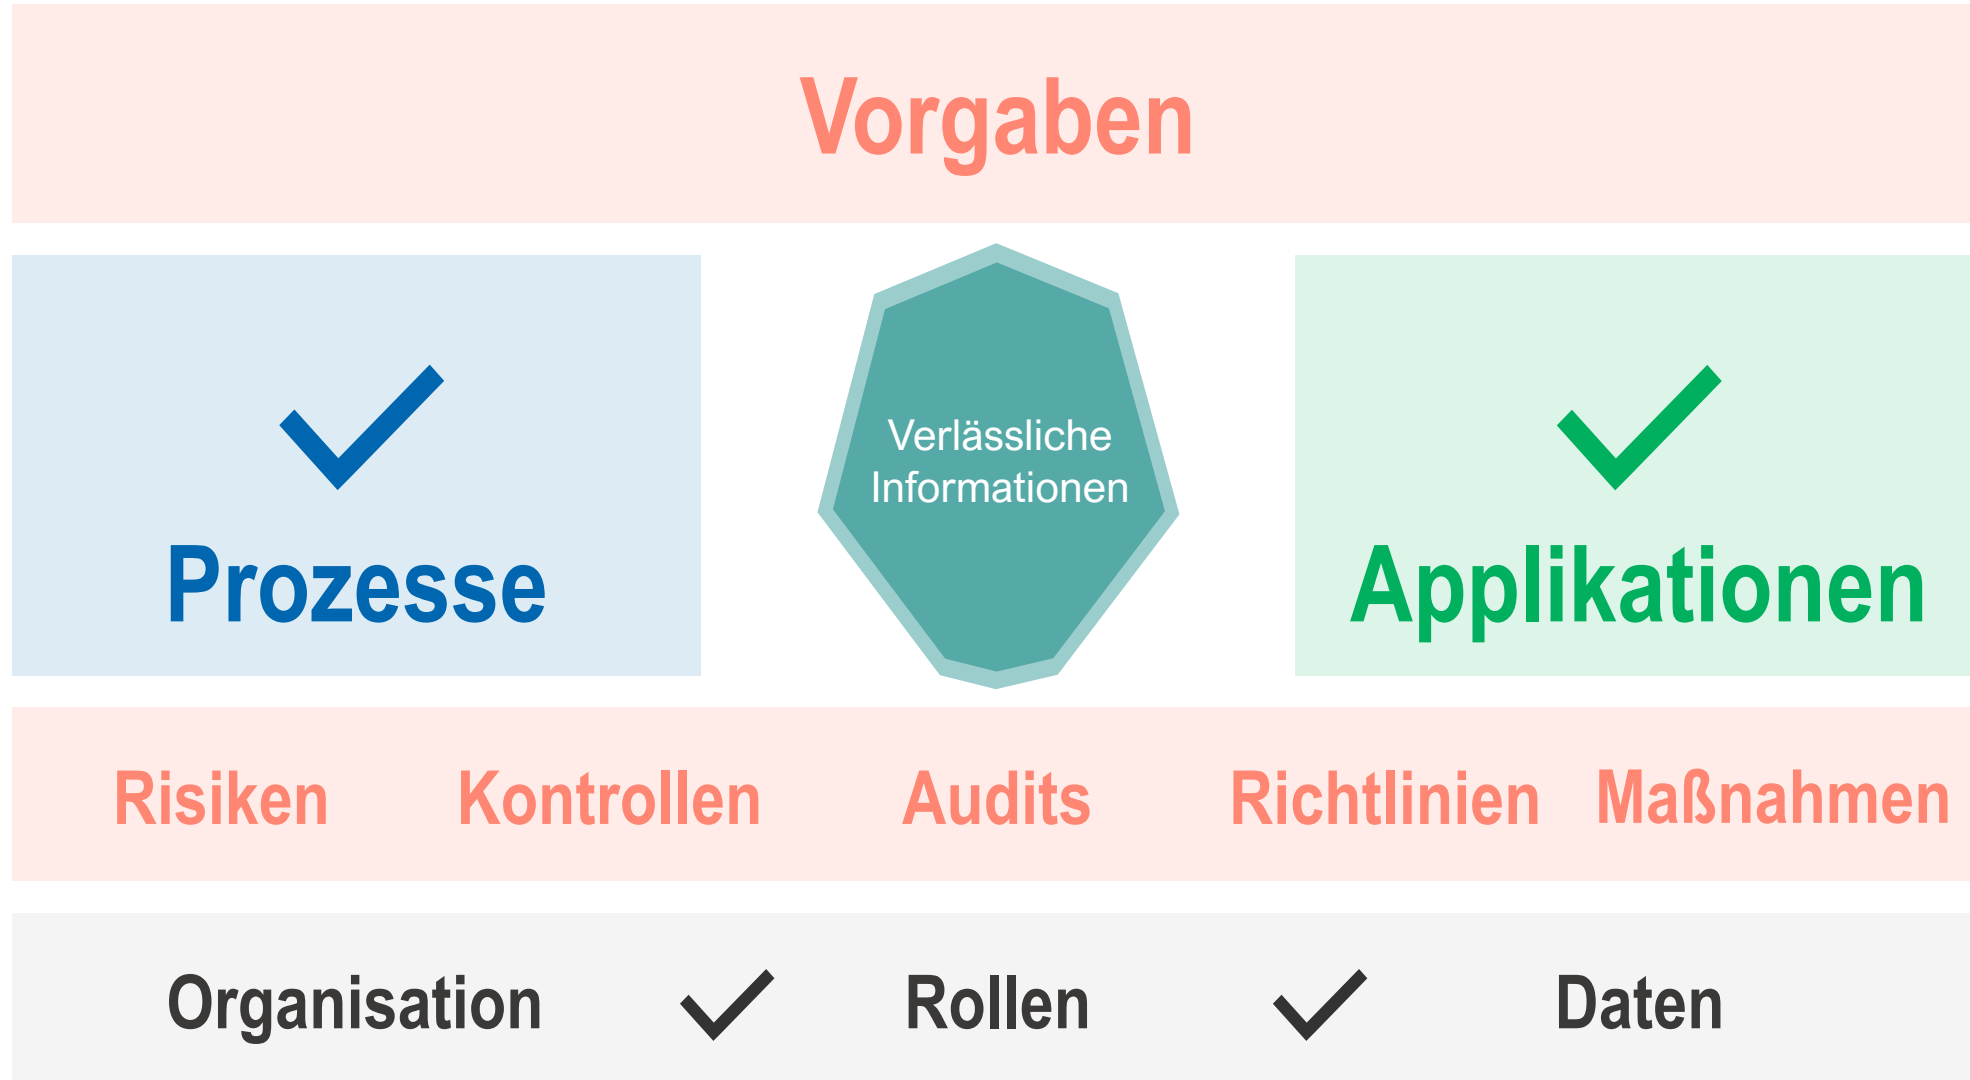 Vorgaben
Verlässliche
Informationen
Prozesse
Applikationen
Risiken Kontrollen Audits Richtlinien Maßnahmen
Organisation Rollen Daten